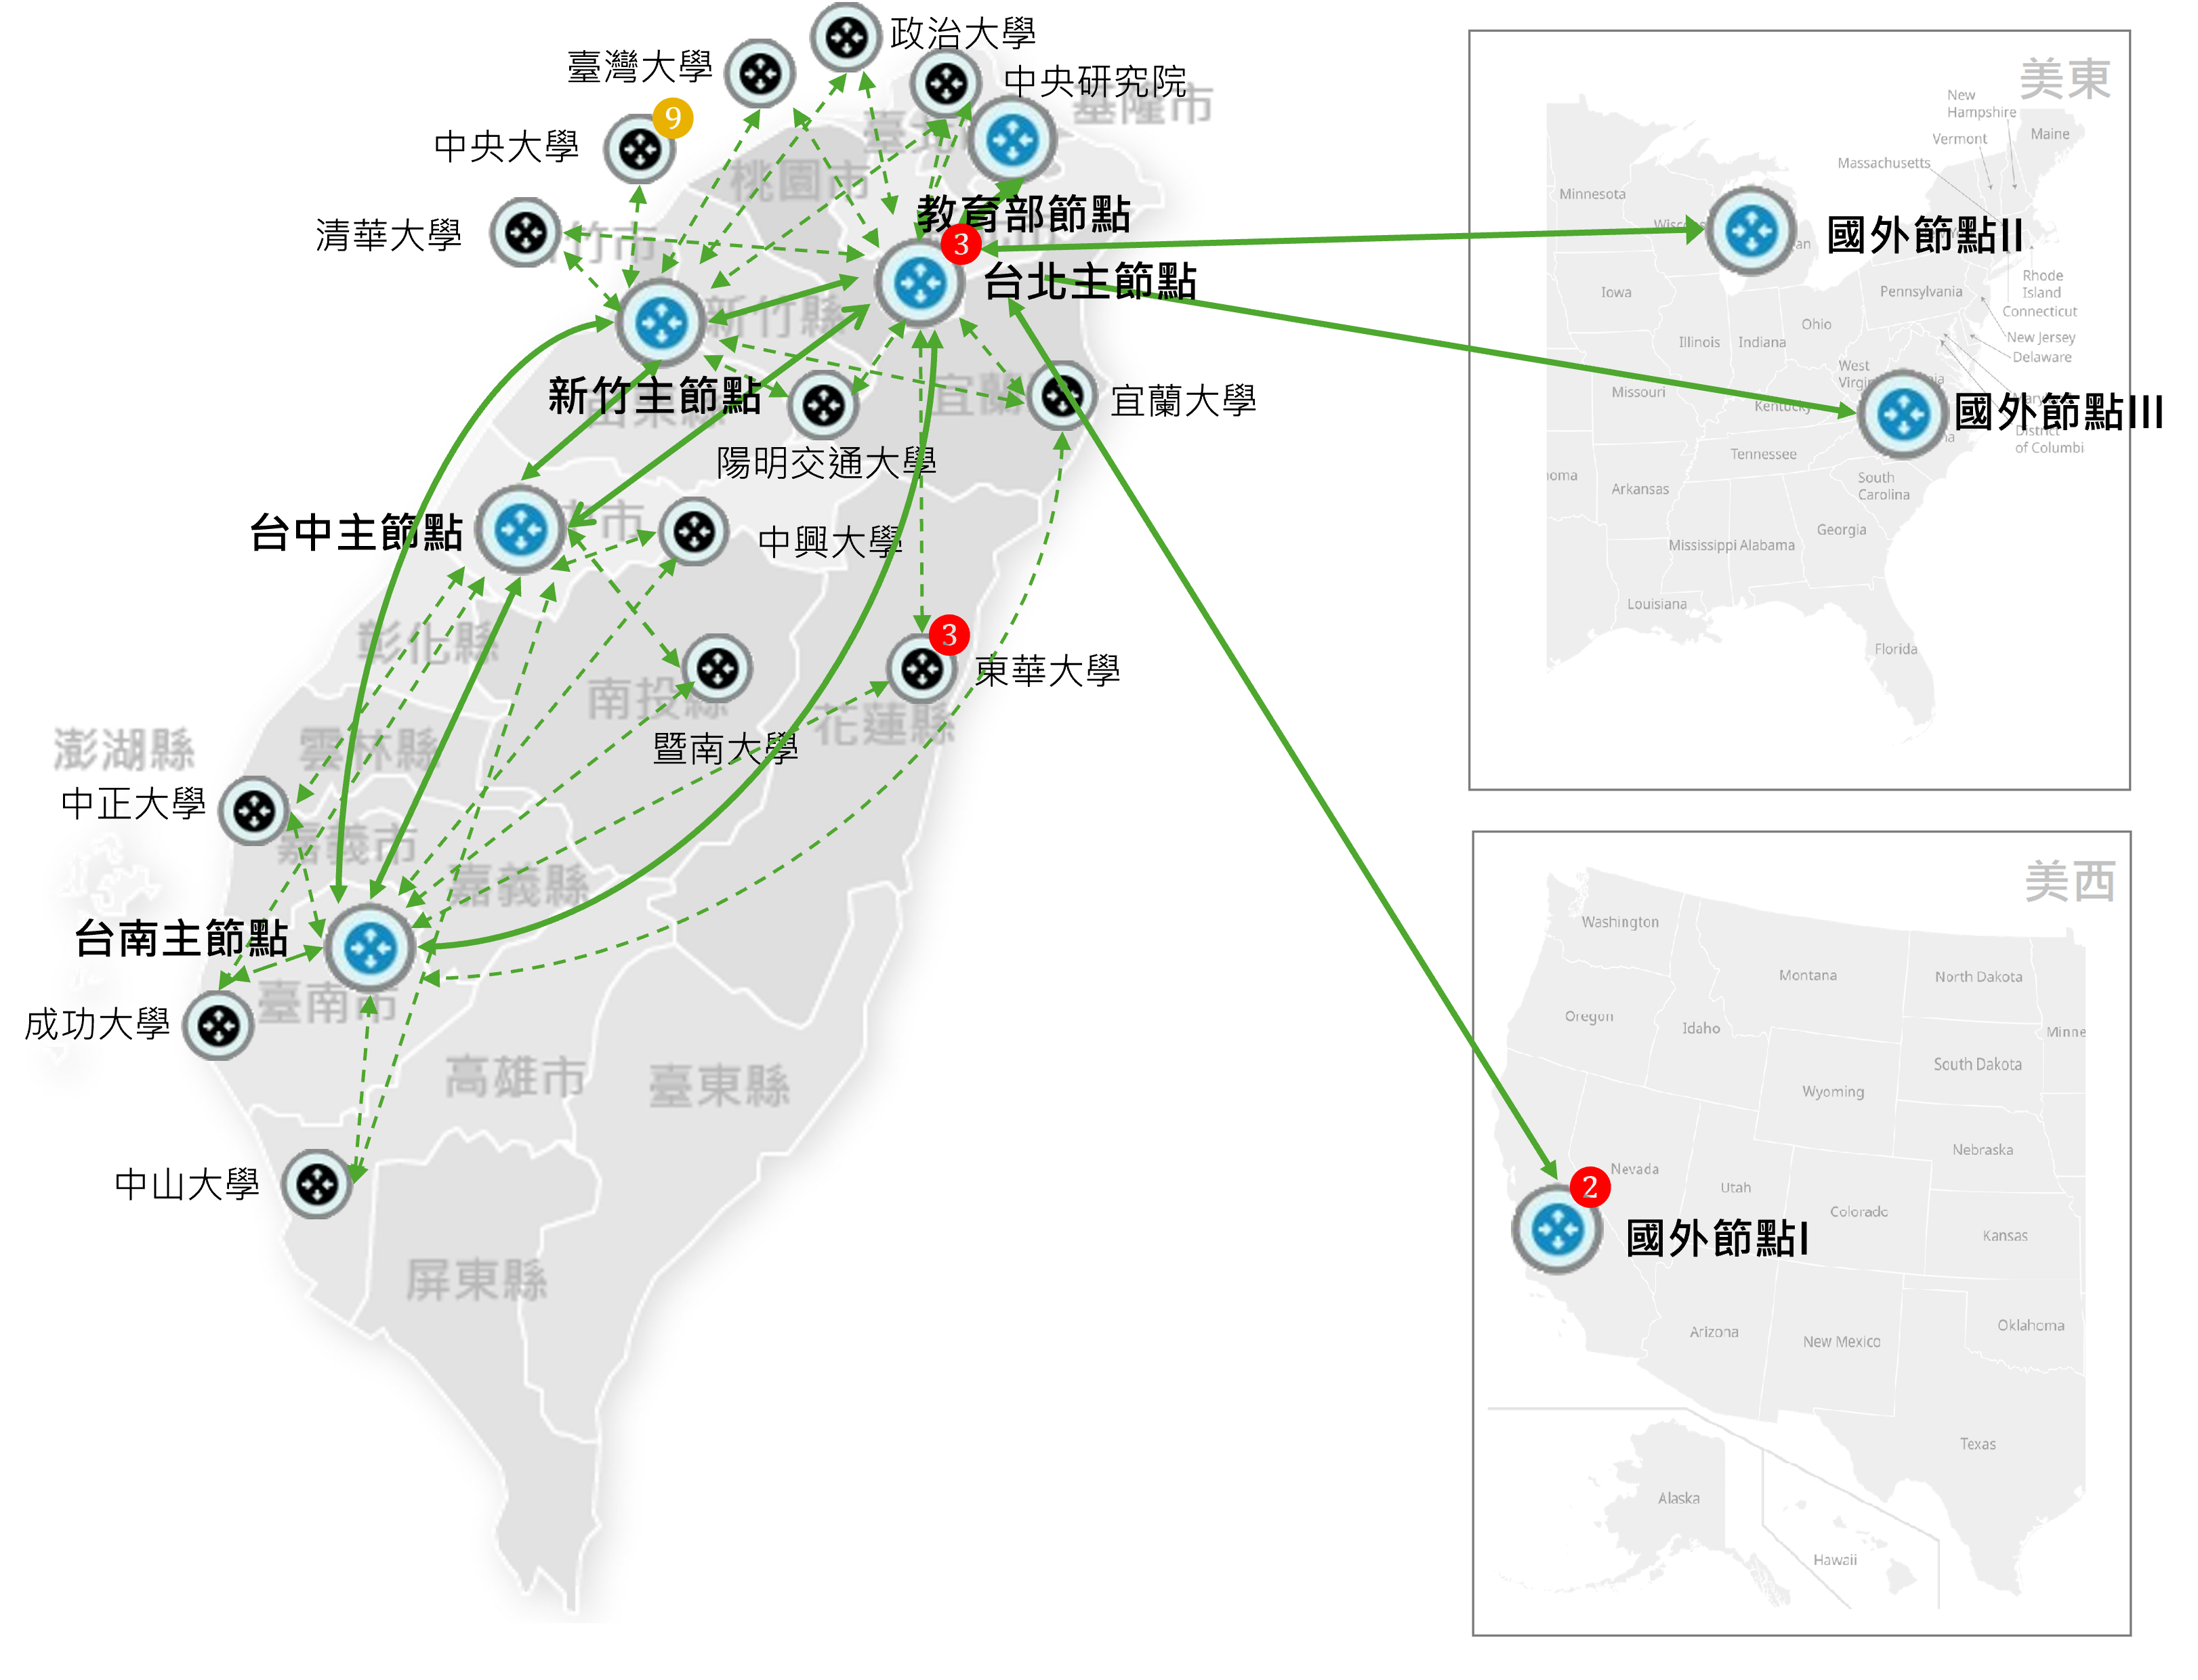 政治大學
臺灣大學
中央研究院
基隆市
9
中央大學
桃園市
清華大學
竹市
教育部節點
3
台北主節點
新竹縣
新竹主節點
宜蘭
宜蘭大學
陽明交通大學
台中主節點
中市
中興大學
彰化縣
3
東華大學
南投縣
花蓮縣
暨南大學
澎湖縣
雲林縣
中正大學
嘉義市
嘉義縣
台南主節點
臺南市
成功大學
高雄市
臺東縣
中山大學
屏東縣
美東
New
Hampshire
Vermont
Maine
Massachusetts
Minnesota
國外節點II
Iowa
Pennsylvania
Rhode
Island
Connecticut
Ohio
Illinois
Indiana
New Jersey
Delaware
West
Virgin
Missouri
Kentucky
國外節點III
District
of Columbi
Tennessee
oma
Arkansas
South
Carolina
Georgia
Mississippi
Alabama
Louisiana
Florida
美西
Washington
Montana
North Dakota
Oregon
Idaho
Minne
South Dakota
Wyoming
Nebraska
Nevada
2
Utah
Colorado
Kansas
國外節點I
Arizona
New Mexico
Oklahoma
Texas
Alaska
Hawaii